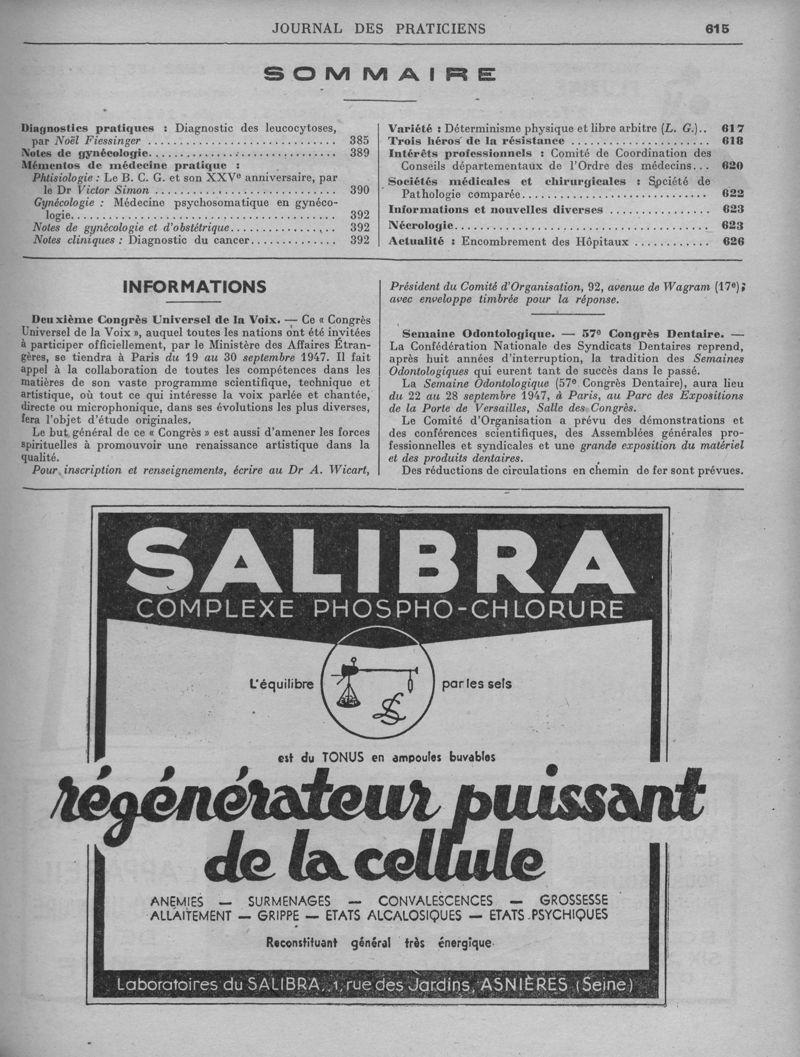 JOURNAL DES PRATICIENS 615
SOMMAIRE
Diagnostics pratiques : Diagnostic des leucocytoses,
par Noël Fiessinger .............................. 385
Notes de gynécologie.............................. 389
Mémentos de médecine pratique :
Phtisiologie : Le B. C. G. et son XXVe anniversaire, par
le Dr Victor Simon .............................. 390
Gynécologie : Médecine psychosomatique en gynéco-
logie.............................. 392
Notes de gynécologie et d'obstétrique................. 392
Notes cliniques : Diagnostic du cancer.............. 392
Variété : Déterminisme physique et libre arbitre (L. G.).. 617
Trois héros de la résistance ...................... 618
Intérêts professionnels : Comité de Coordination des
Conseils départementaux de l'Ordre des médecins... 620
Sociétés médicales et chirurgicales : Société de
Pathologie comparée.............................. 622
Informations et nouvelles diverses ................ 623
Nécrologie........................................ 623
Actualité : Encombrement des Hôpitaux ............ 626
INFORMATIONS
Deuxième Congrès Universel de la Voix. — Ce « Congrès
Universel de la Voix », auquel toutes les nations ont été invitées
à participer officiellement, par le Ministère des Affaires Étran-
gères, se tiendra à Paris du 19 au 30 septembre 1947. Il fait
appel à la collaboration de toutes les compétences dans les
matières de son vaste programme scientifique, technique et
artistique, où tout ce qui intéresse la voix parlée et chantée,
directe ou microphonique, dans ses évolutions les plus diverses,
fera l'objet d'étude originales.
Le but général de ce « Congrès » est aussi d'amener les forces
spirituelles à promouvoir une renaissance artistique dans la
qualité.
Pour inscription et renseignements, écrire au Dr A. Wicart,
Président du Comité d'Organisation, 92, avenue de Wagram (17e) ;
avec enveloppe timbrée pour la réponse.
Semaine Odontologique. — 57e Congrès Dentaire. —
La Confédération Nationale des Syndicats Dentaires reprend,
après huit années d'interruption, la tradition des Semaines
Odontologiques qui eurent tant de succès dans le passé.
La Semaine Odontologique (57e Congrès Dentaire), aura lieu
du 22 au 28 septembre 1947, à Paris, au Parc des Expositions
de la Porte de Versailles, Salle des Congrès.
Le Comité d'Organisation a prévu des démonstrations et
des conférences scientifiques, des Assemblées générales pro-
fessionnelles et syndicales et une grande exposition du matériel
et des produits dentaires.
Des réductions de circulations en chemin de fer sont prévues.
SALIBRA
COMPLEXE PHOSPHO-CHLORURE
L'équilibre par les sels
est du TONUS en ampoules buvables
régénérateur puissant
de la cellule
ANEMIES — SURMENAGES — CONVALESCENCES — GROSSESSE
ALLAITEMENT — GRIPPE — ETATS ALCALOSIQUES — ETATS PSYCHIQUES
Reconstituant général très énergique
Laboratoires du SALIBRA, 1, rue des Jardins, ASNIÈRES (Seine)